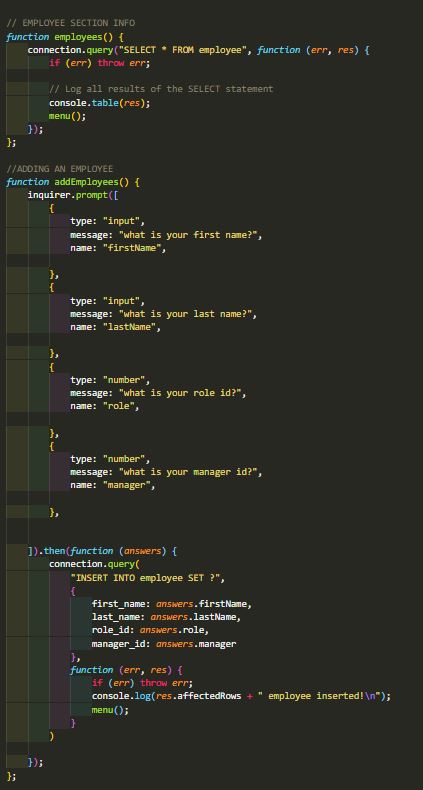 // EMPLOYEE SECTION INFO
function employees() {
    connection.query("SELECT * FROM employee", function (err, res) {
        if (err) throw err;

        // Log all results of the SELECT statement
        console.table(res);
        menu();
    });
};

//ADDING AN EMPLOYEE
function addEmployees() {
    inquirer.prompt([
        {
            type: "input",
            message: "what is your first name?",
            name: "firstName",

        },
        {
            type: "input",
            message: "what is your last name?",
            name: "lastName",

        },
        {
            type: "number",
            message: "what is your role id?",
            name: "role",

        },
        {
            type: "number",
            message: "what is your manager id?",
            name: "manager",

        },


    ]).then(function (answers) {
        connection.query(
            "INSERT INTO employee SET ?",
            {
                first_name: answers.firstName,
                last_name: answers.lastName,
                role_id: answers.role,
                manager_id: answers.manager
            },
            function (err, res) {
                if (err) throw err;
                console.log(res.affectedRows + " employee inserted!\n");
                menu();
            }
        )

    });
};